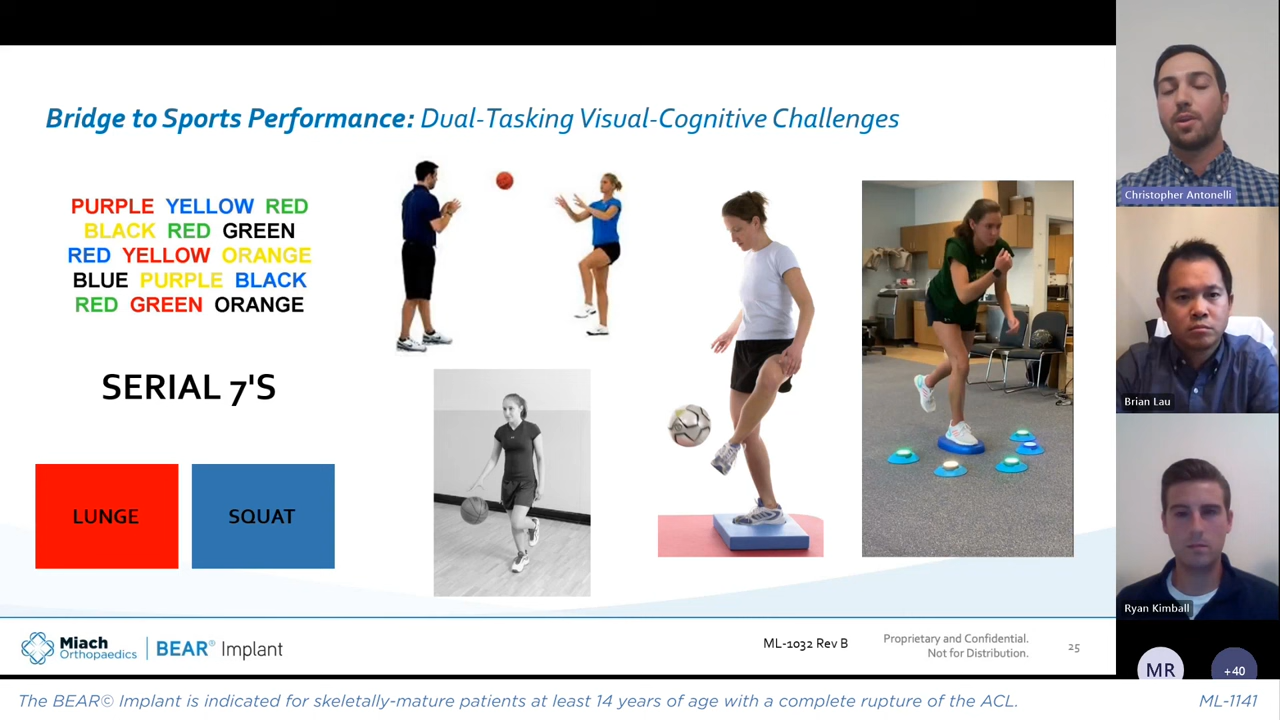 Bridge to Sports Performance: Dual-Tasking Visual-Cognitive Challenges
PURPLE YELLOW RED
BLACK RED GREEN
RED YELLOW ORANGE
BLUE PURPLE BLACK
RED GREEN ORANGE
SERIAL 7'S
LUNGE
SQUAT
Miach
Orthopaedics
BEAR® Implant
ML-1032 Rev B
Proprietary and Confidential.
Not for Distribution.
25
Christopher Antonelli
Brian Lau
Ryan Kimball
MR
+40
The BEAR© Implant is indicated for skeletally-mature patients at least 14 years of age with a complete rupture of the ACL.
ML-1141